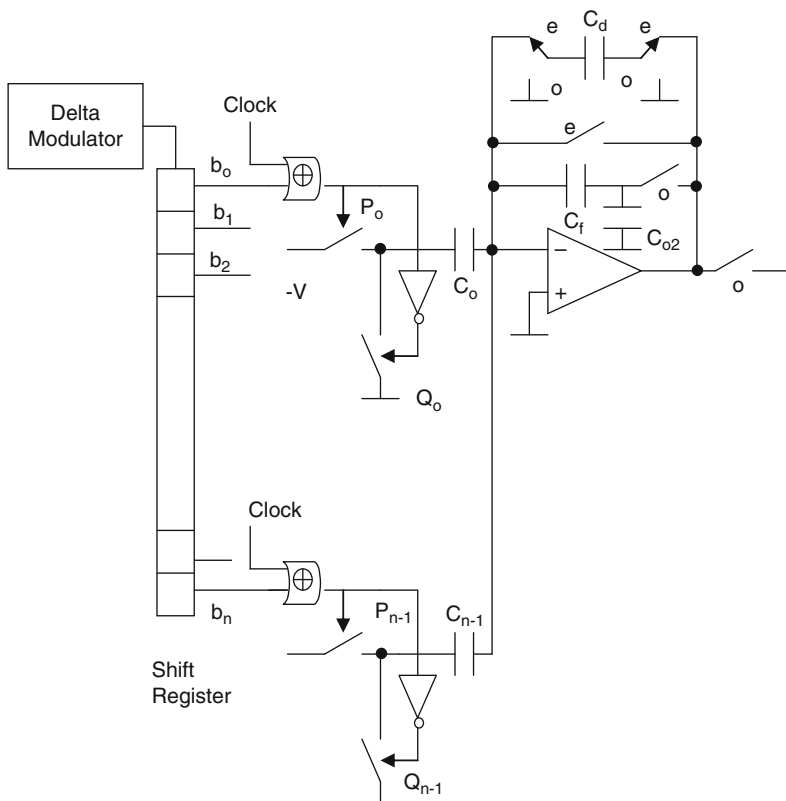 e
C_d
e
o
o
Delta
Modulator
Clock
e
b_o
P_o
C_f
o
b_1
C_o2
b_2
-V
C_o
−
+
o
Q_o
Clock
b_n
P_n-1
C_n-1
Shift
Register
Q_n-1